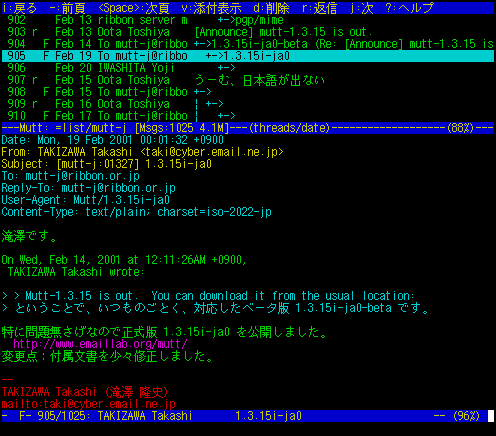 i:戻る  -:前頁  <Space>:次頁  v:添付表示  d:削除  r:返信  j:次  ?:ヘルプ
902     Feb 13 ribbon server m     +->pgp/mime
903 r   Feb 13 Oota Toshiya     [Announce] mutt-1.3.15 is out.
904   F Feb 14 To mutt-j@ribbo +->1.3.15i-ja0-beta (Re: [Announce] mutt-1.3.15 is
905   F Feb 19 To mutt-j@ribbo   +->1.3.15i-ja0
906     Feb 20 IWASHITA Yoji       +->
907 r F Feb 15 Oota Toshiya     うーむ、日本語が出ない
908   F Feb 15 To mutt-j@ribbo +->
909 r   Feb 16 Oota Toshiya     ¦ +->
910   F Feb 17 To mutt-j@ribbo ¦   +->
---Mutt: =list/mutt-j [Msgs:1025 4.1M]---(threads/date)-------------------(88%)---
Date: Mon, 19 Feb 2001 00:01:32 +0900
From: TAKIZAWA Takashi <taki@cyber.email.ne.jp>
Subject: [mutt-j:01327] 1.3.15i-ja0
To: mutt-j@ribbon.or.jp
Reply-To: mutt-j@ribbon.or.jp
User-Agent: Mutt/1.3.15i-ja0
Content-Type: text/plain; charset=iso-2022-jp
滝澤です。
On Wed, Feb 14, 2001 at 12:11:26AM +0900,
TAKIZAWA Takashi wrote:
> > Mutt-1.3.15 is out.  You can download it from the usual location:
> ということで、いつものごとく、対応したベータ版 1.3.15i-ja0-beta です。
特に問題無さげなので正式版 1.3.15i-ja0 を公開しました。
http://www.emaillab.org/mutt/
変更点：付属文書を少々修正しました。
--
TAKIZAWA Takashi (滝澤 隆史)
mailto:taki@cyber.email.ne.jp
-  F- 905/1025: TAKIZAWA Takashi       1.3.15i-ja0                    -- (96%)